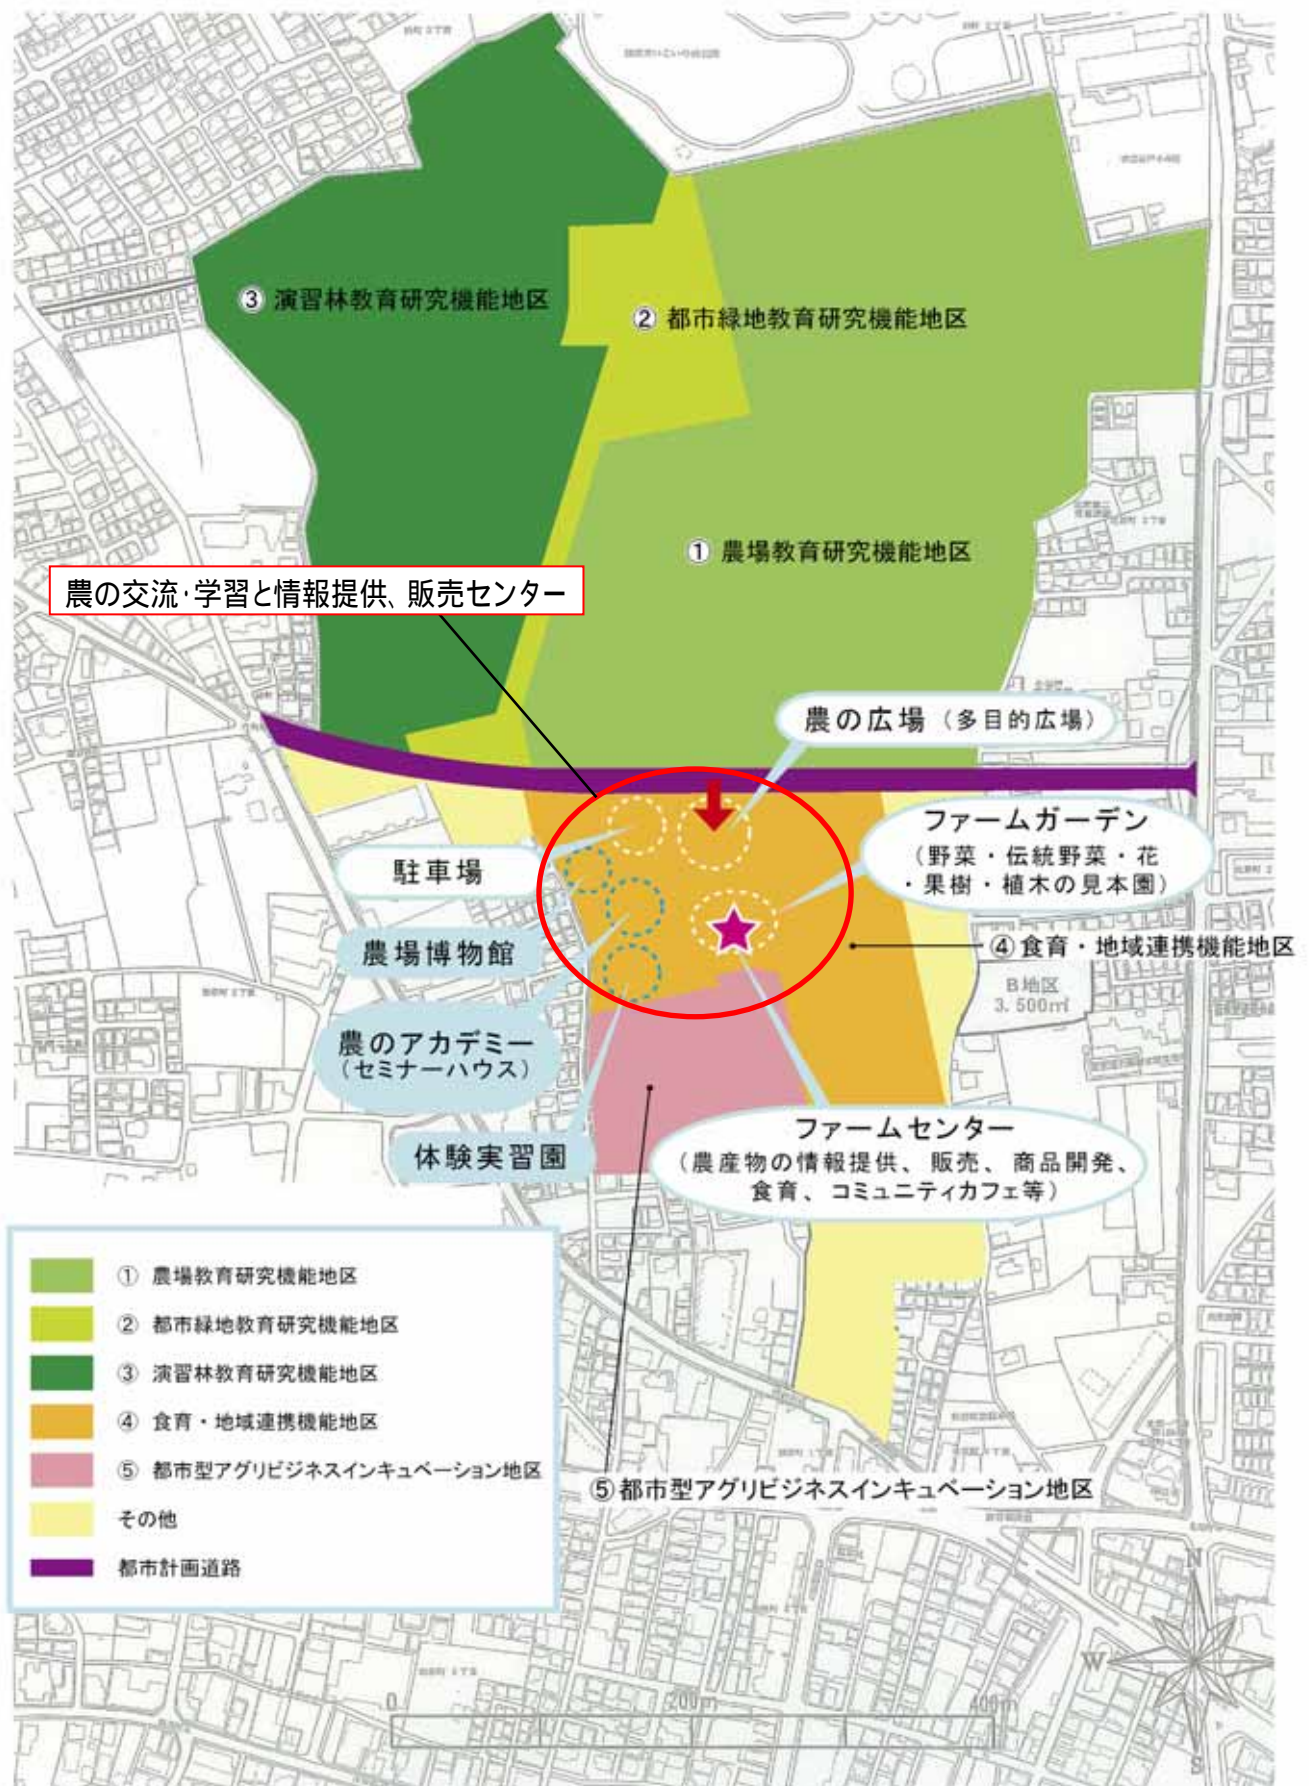 ③ 演習林教育研究機能地区
② 都市緑地教育研究機能地区
① 農場教育研究機能地区
農の交流・学習と情報提供、販売センター
農の広場（多目的広場）
ファームガーデン
（野菜・伝統野菜・花
・果樹・植木の見本園）
駐車場
農場博物館
④食育・地域連携機能地区
B地区
3.500㎡
農のアカデミー
（セミナーハウス）
体験実習園
ファームセンター
（農産物の情報提供、販売、商品開発、
食育、コミュニティカフェ等）
① 農場教育研究機能地区
② 都市緑地教育研究機能地区
③ 演習林教育研究機能地区
④ 食育・地域連携機能地区
⑤ 都市型アグリビジネスインキュベーション地区
その他
都市計画道路
⑤都市型アグリビジネスインキュベーション地区
N
W
S
0 200m 400m